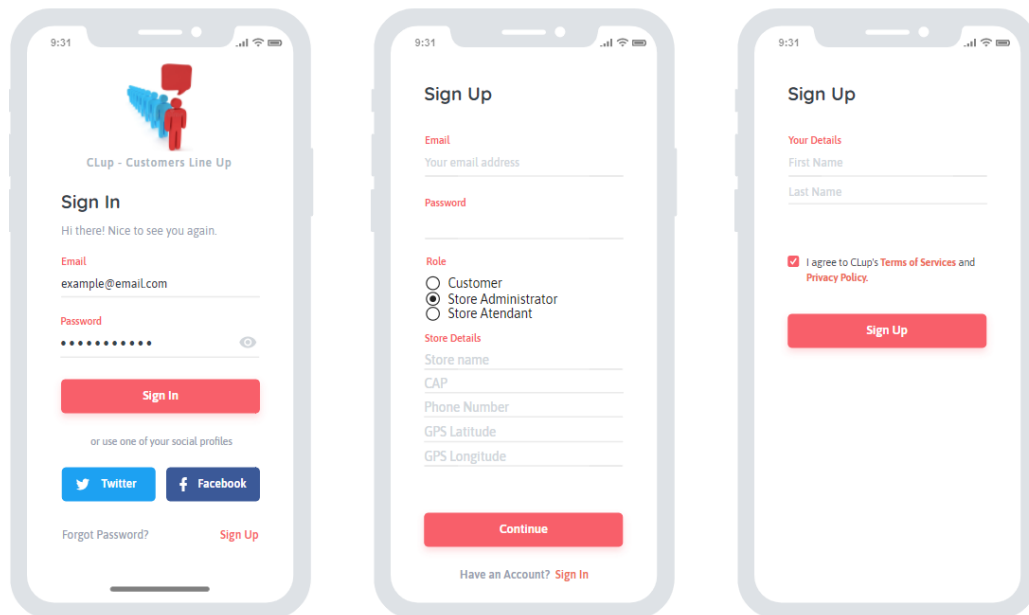 9:31
CLup - Customers Line Up
Sign In
Hi there! Nice to see you again.
Email
example@email.com
Password
•••••••••••
Sign In
or use one of your social profiles
Twitter
Facebook
Forgot Password?
Sign Up
9:31
Sign Up
Email
Your email address
Password
Role
Customer
Store Administrator
Store Atendant
Store Details
Store name
CAP
Phone Number
GPS Latitude
GPS Longitude
Continue
Have an Account? Sign In
9:31
Sign Up
Your Details
First Name
Last Name
I agree to CLup's Terms of Services and
Privacy Policy.
Sign Up